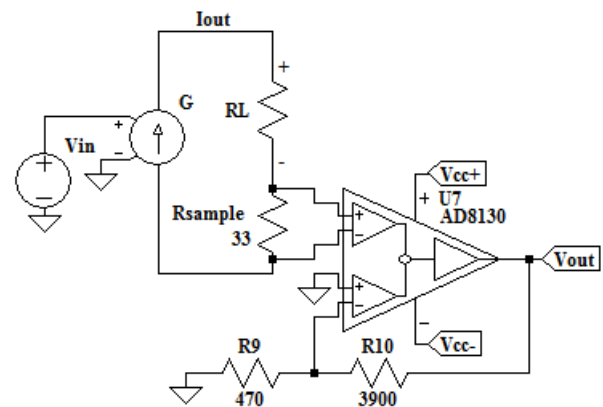 Iout
+
G
RL
+
−
Vin
+
−
-
Vcc+
+
U7
AD8130
Rsample
33
+
−
+
−
Vout
−
Vcc-
R9
R10
470
3900